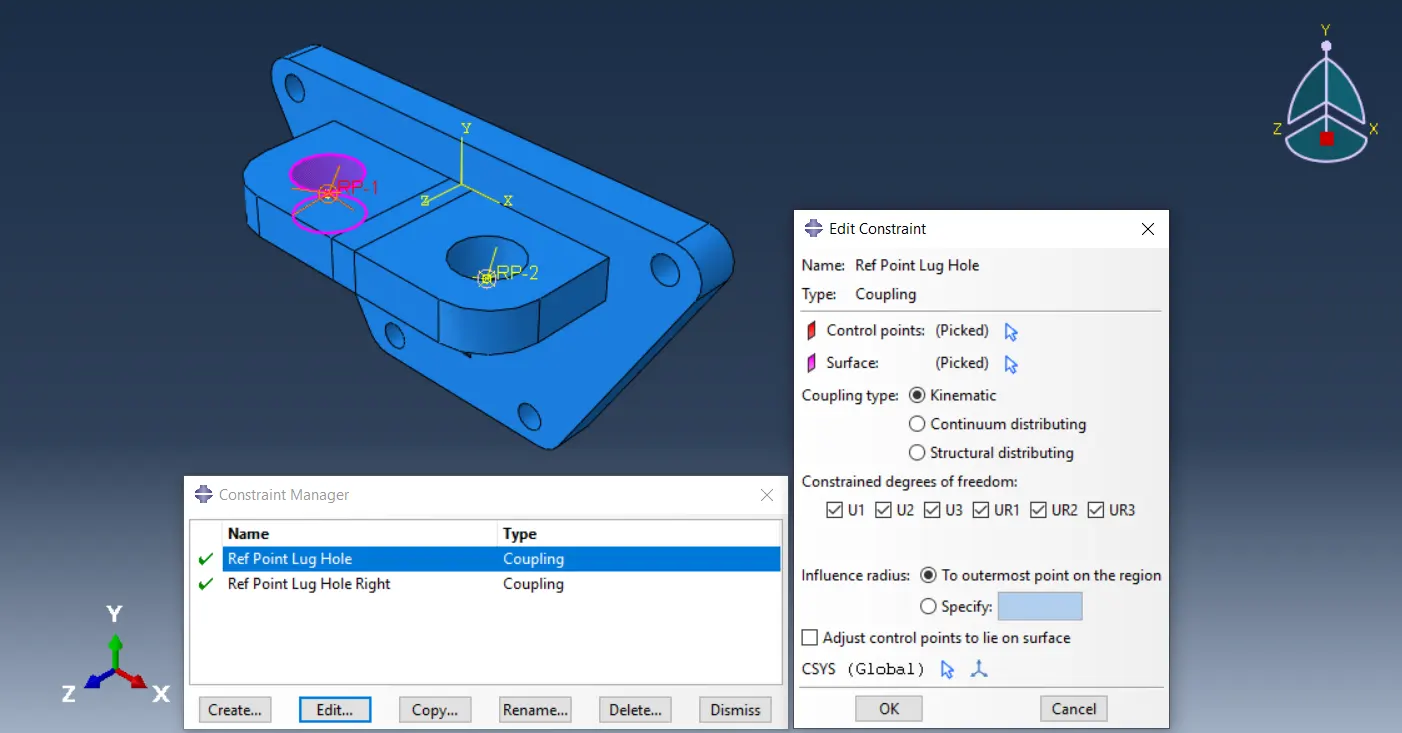 Y
Z X
RP-1
Y
Z X
RP-2
Edit Constraint
Name: Ref Point Lug Hole
Type: Coupling
Control points: (Picked)
Surface: (Picked)
Coupling type: Kinematic
Continuum distributing
Structural distributing
Constrained degrees of freedom:
U1 U2 U3 UR1 UR2 UR3
Influence radius: To outermost point on the region
Specify:
Adjust control points to lie on surface
CSYS (Global)
OK Cancel
Constraint Manager
Name Type
Ref Point Lug Hole Coupling
Ref Point Lug Hole Right Coupling
Create... Edit... Copy... Rename... Delete... Dismiss
Y
Z X